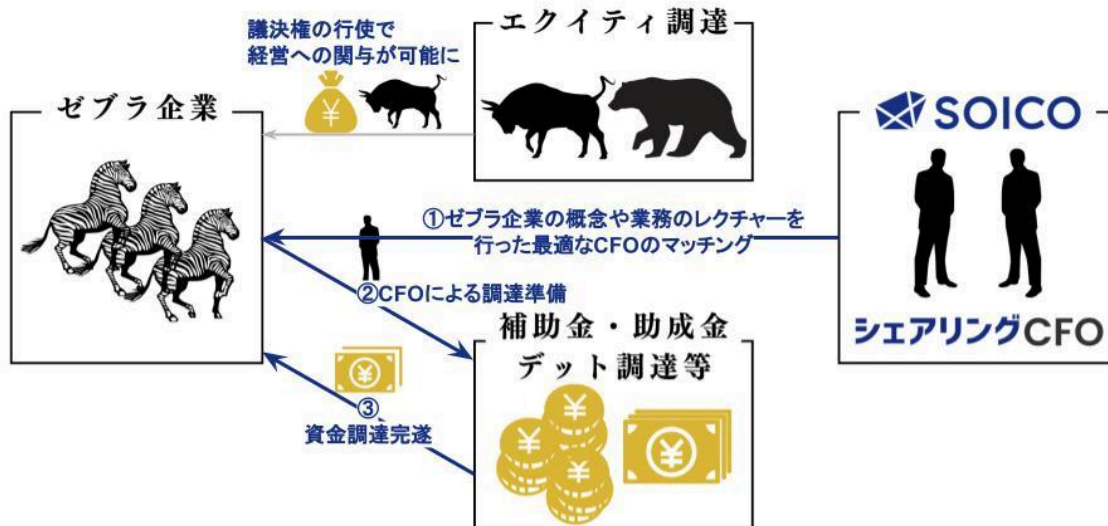 エクイティ調達
議決権の行使で
経営への関与が可能に
¥
ゼブラ企業
SOICO
①ゼブラ企業の概念や業務のレクチャーを
行った最適なCFOのマッチング
②CFOによる調達準備
シェアリングCFO
補助金・助成金
デット調達等
¥
③
資金調達完遂
¥
¥
¥
¥